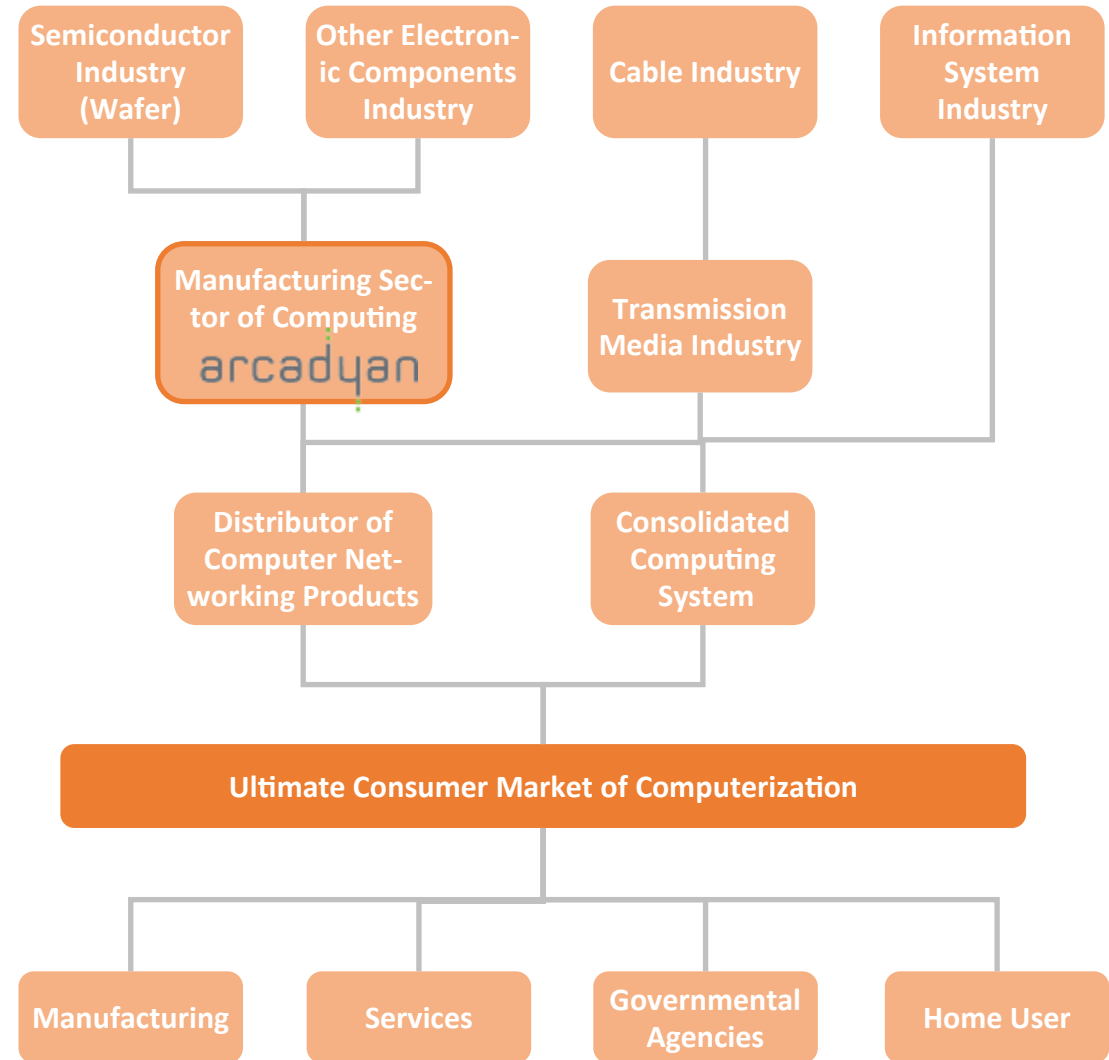 Semiconductor
Industry
(Wafer)
Other Electron-
ic Components
Industry
Cable Industry
Information
System
Industry
Manufacturing Sec-
tor of Computing
arcadyan
Transmission
Media Industry
Distributor of
Computer Net-
working Products
Consolidated
Computing
System
Ultimate Consumer Market of Computerization
Manufacturing
Services
Governmental
Agencies
Home User